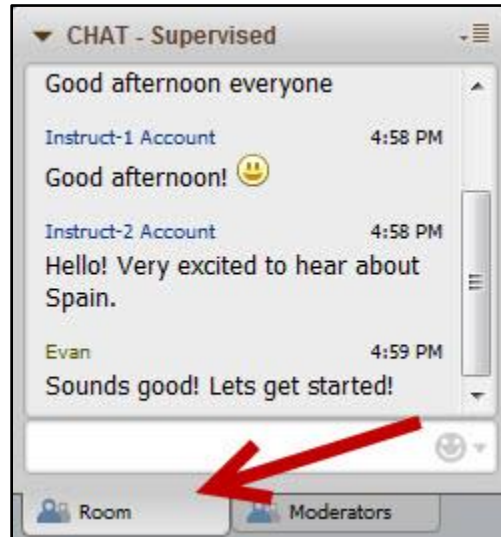 CHAT - Supervised
Good afternoon everyone
Instruct-1 Account 4:58 PM
Good afternoon!
Instruct-2 Account 4:58 PM
Hello! Very excited to hear about
Spain.
Evan 4:59 PM
Sounds good! Lets get started!
Room Moderators